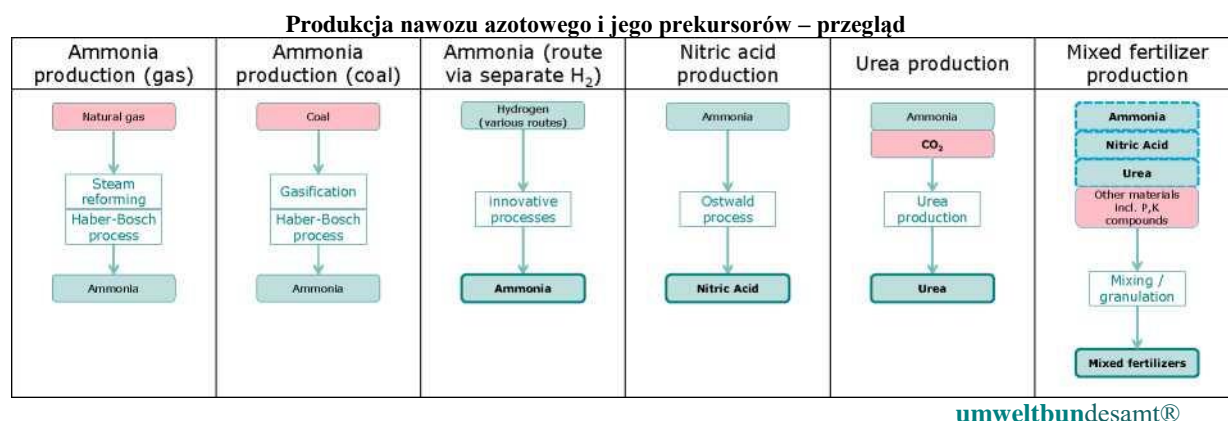 Produkcja nawozu azotowego i jego prekursorów – przegląd
Ammonia
production (gas)
Natural gas
Steam
reforming
Haber-Bosch
process
Ammonia
Ammonia
production (coal)
Coal
Gasification
Haber-Bosch
process
Ammonia
Ammonia (route
via separate H₂)
Hydrogen
(various routes)
innovative
processes
Ammonia
Nitric acid
production
Ammonia
Ostwald
process
Nitric Acid
Urea production
Ammonia
CO₂
Urea
production
Urea
Mixed fertilizer
production
Ammonia
Nitric Acid
Urea
Other materials
incl. P,K
compounds
Mixing /
granulation
Mixed fertilizers
umweltbundesamt®